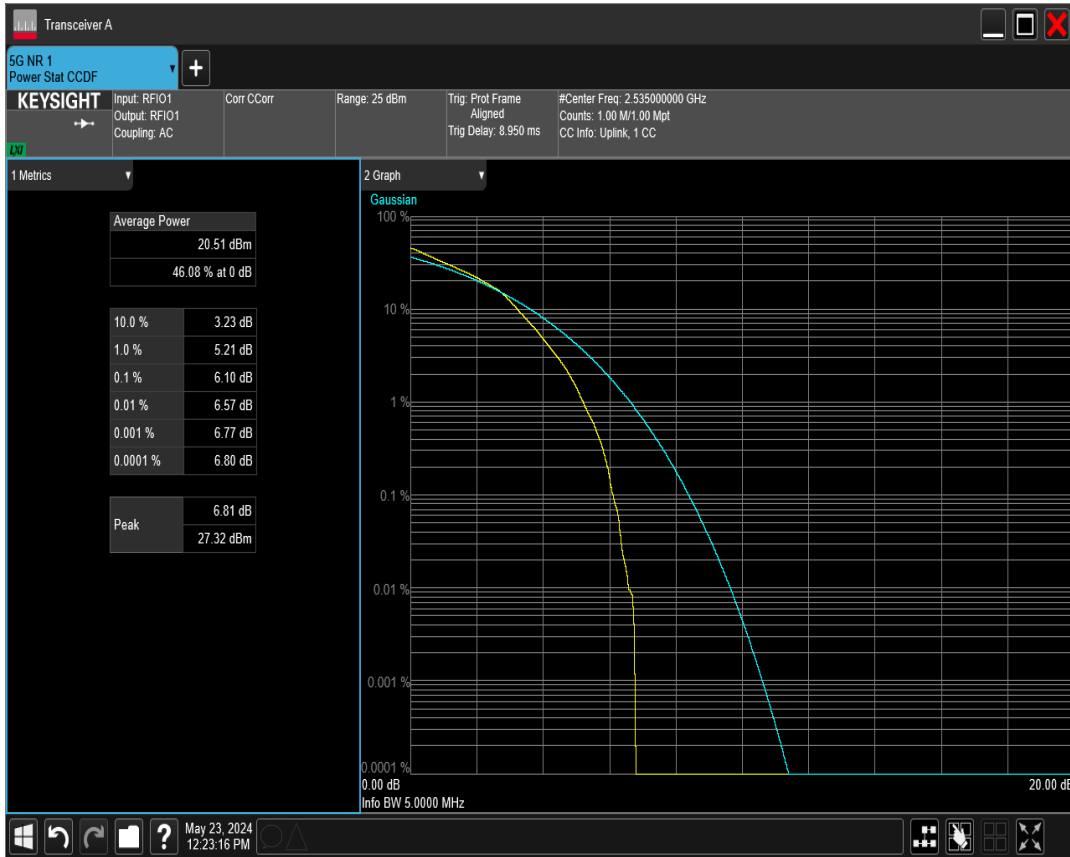 Transceiver A
5G NR 1
Power Stat CCDF
+
KEYSIGHT
LXI
Input: RFIO1
Output: RFIO1
Coupling: AC
Corr CCorr
Range: 25 dBm
Trig: Prot Frame
Aligned
Trig Delay: 8.950 ms
#Center Freq: 2.535000000 GHz
Counts: 1.00 M/1.00 Mpt
CC Info: Uplink, 1 CC
1 Metrics
Average Power
20.51 dBm
46.08 % at 0 dB
10.0 % 3.23 dB
1.0 % 5.21 dB
0.1 % 6.10 dB
0.01 % 6.57 dB
0.001 % 6.77 dB
0.0001 % 6.80 dB
Peak
6.81 dB
27.32 dBm
2 Graph
Gaussian
100 %
10 %
1 %
0.1 %
0.01 %
0.001 %
0.0001 %
0.00 dB 20.00 dB
Info BW 5.0000 MHz
?
May 23, 2024
12:23:16 PM